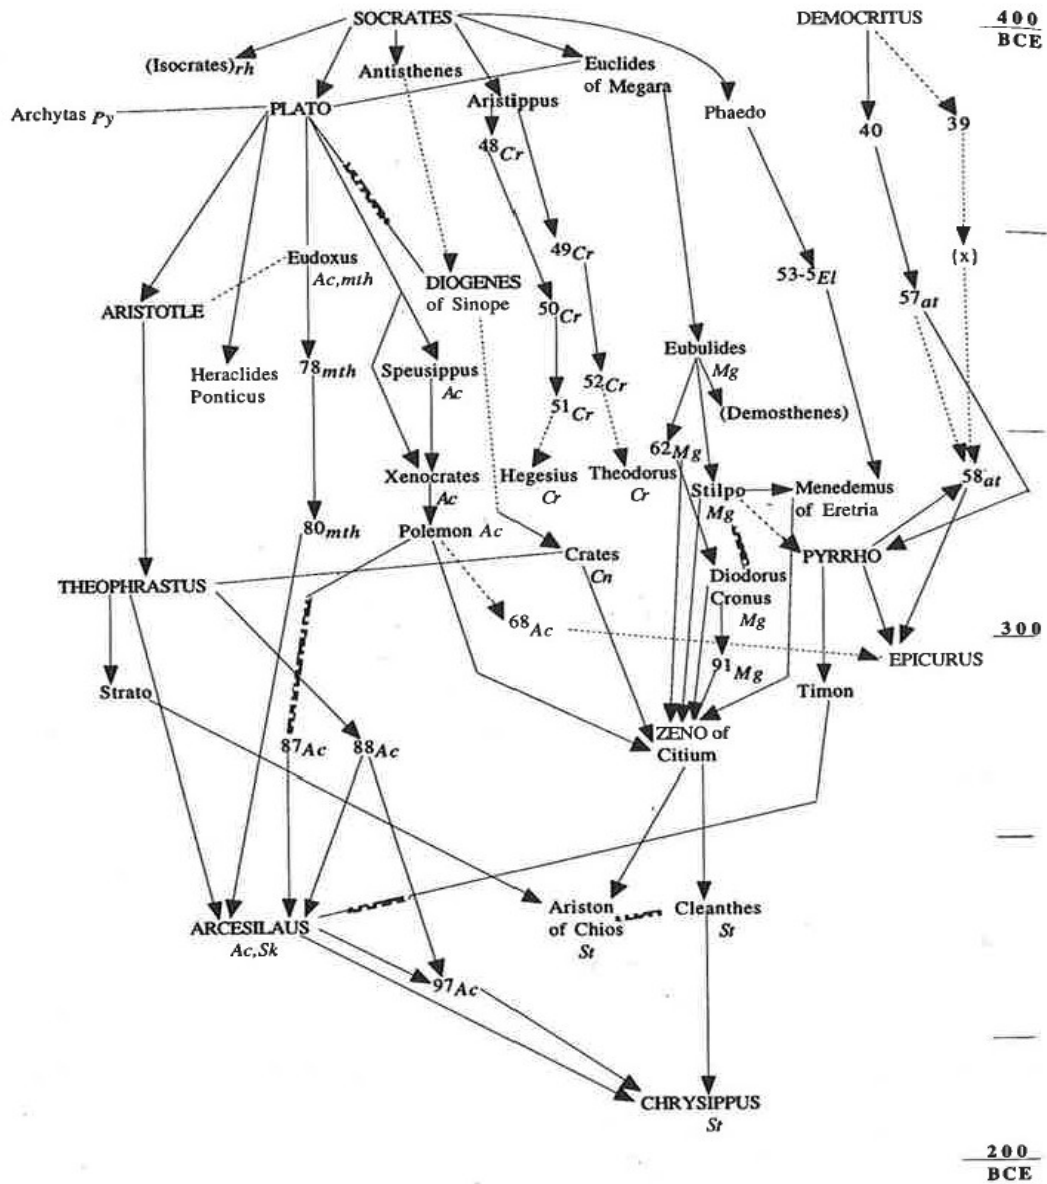 SOCRATES
DEMOCRITUS
400
BCE
(Isocrates)rh
Antisthenes
Euclides
of Megara
Archytas Py
PLATO
Aristippus
Phaedo
40
39
48Cr
49Cr
{x}
Eudoxus
Ac,mth
DIOGENES
of Sinope
53-5El
57at
ARISTOTLE
50Cr
Heraclides
Ponticus
78mth
Speusippus
Ac
Eubulides
Mg
52Cr
51Cr
(Demosthenes)
62Mg
Xenocrates
Ac
Hegesius
Cr
Theodorus
Cr
Stilpo
Mg
Menedemus
of Eretria
58at
80mth
Polemon Ac
Crates
Cn
PYRRHO
THEOPHRASTUS
Diodorus
Cronus
Mg
68Ac
300
EPICURUS
91Mg
Strato
Timon
87Ac
88Ac
ZENO of
Citium
ARCESILAUS
Ac,Sk
Ariston
of Chios
St
Cleanthes
St
97Ac
CHRYSIPPUS
St
200
BCE